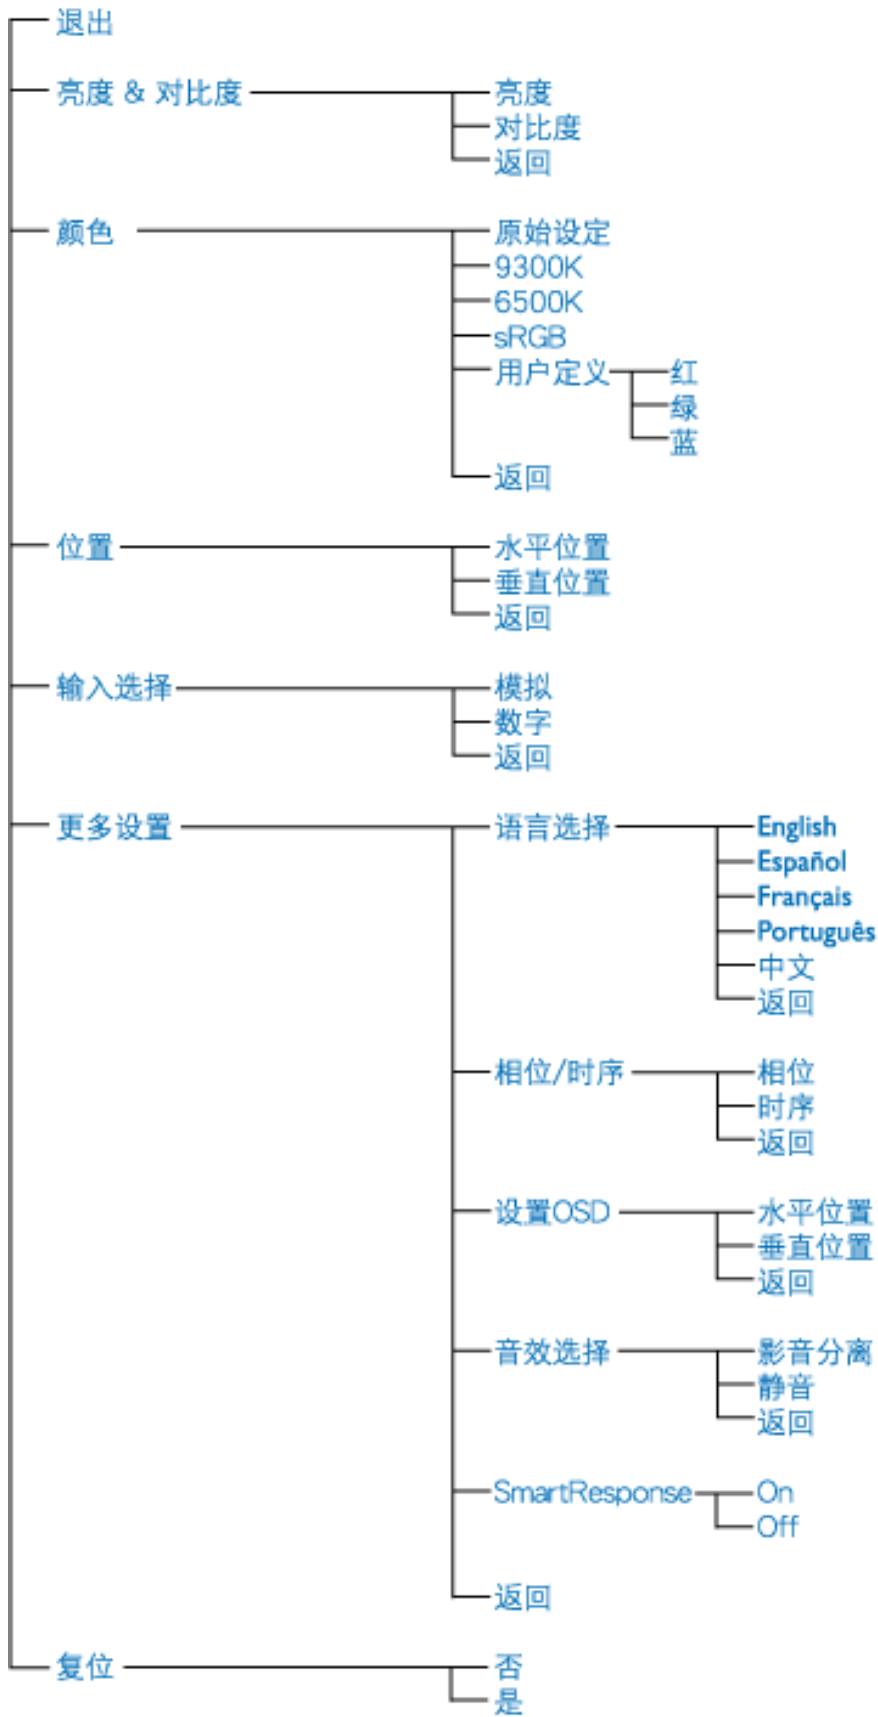 退出
亮度 & 对比度 亮度
对比度
返回
颜色 原始设定
9300K
6500K
sRGB
用户定义 红
绿
蓝
返回
位置 水平位置
垂直位置
返回
输入选择 模拟
数字
返回
更多设置 语言选择 English
Español
Français
Português
中文
返回
相位/时序 相位
时序
返回
设置OSD 水平位置
垂直位置
返回
音效选择 影音分离
静音
返回
SmartResponse On
Off
返回
复位 否
是